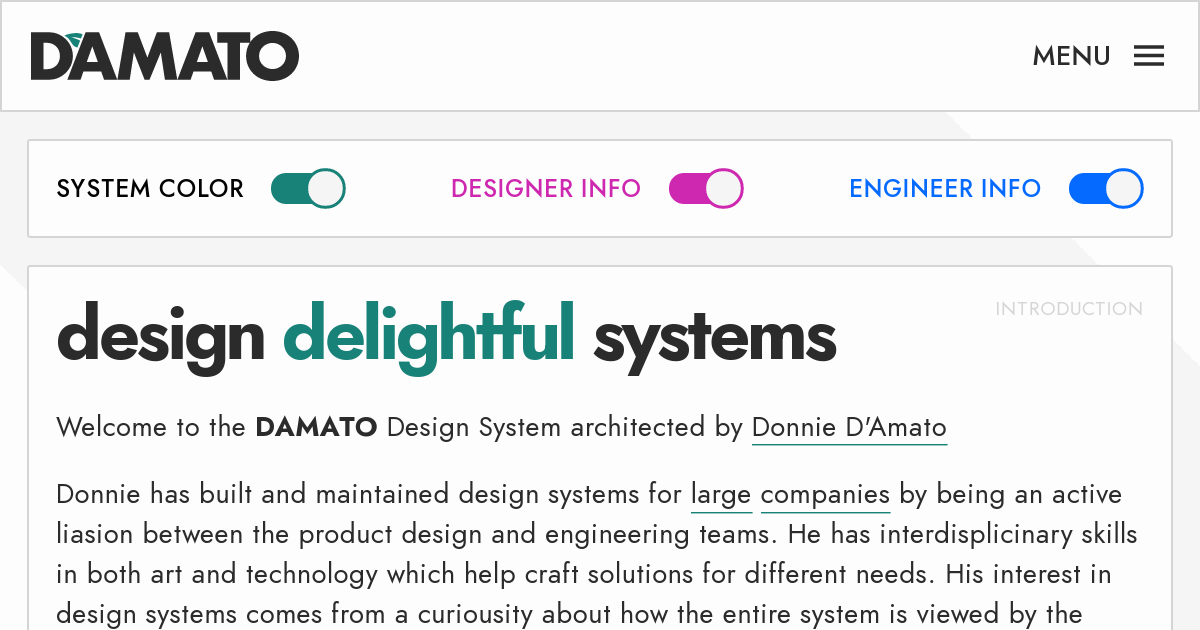 DAMATO
MENU
SYSTEM COLOR
DESIGNER INFO
ENGINEER INFO
INTRODUCTION
design delightful systems
Welcome to the DAMATO Design System architected by Donnie D'Amato
Donnie has built and maintained design systems for large companies by being an active
liasion between the product design and engineering teams. He has interdisplicinary skills
in both art and technology which help craft solutions for different needs. His interest in
design systems comes from a curiousity about how the entire system is viewed by the